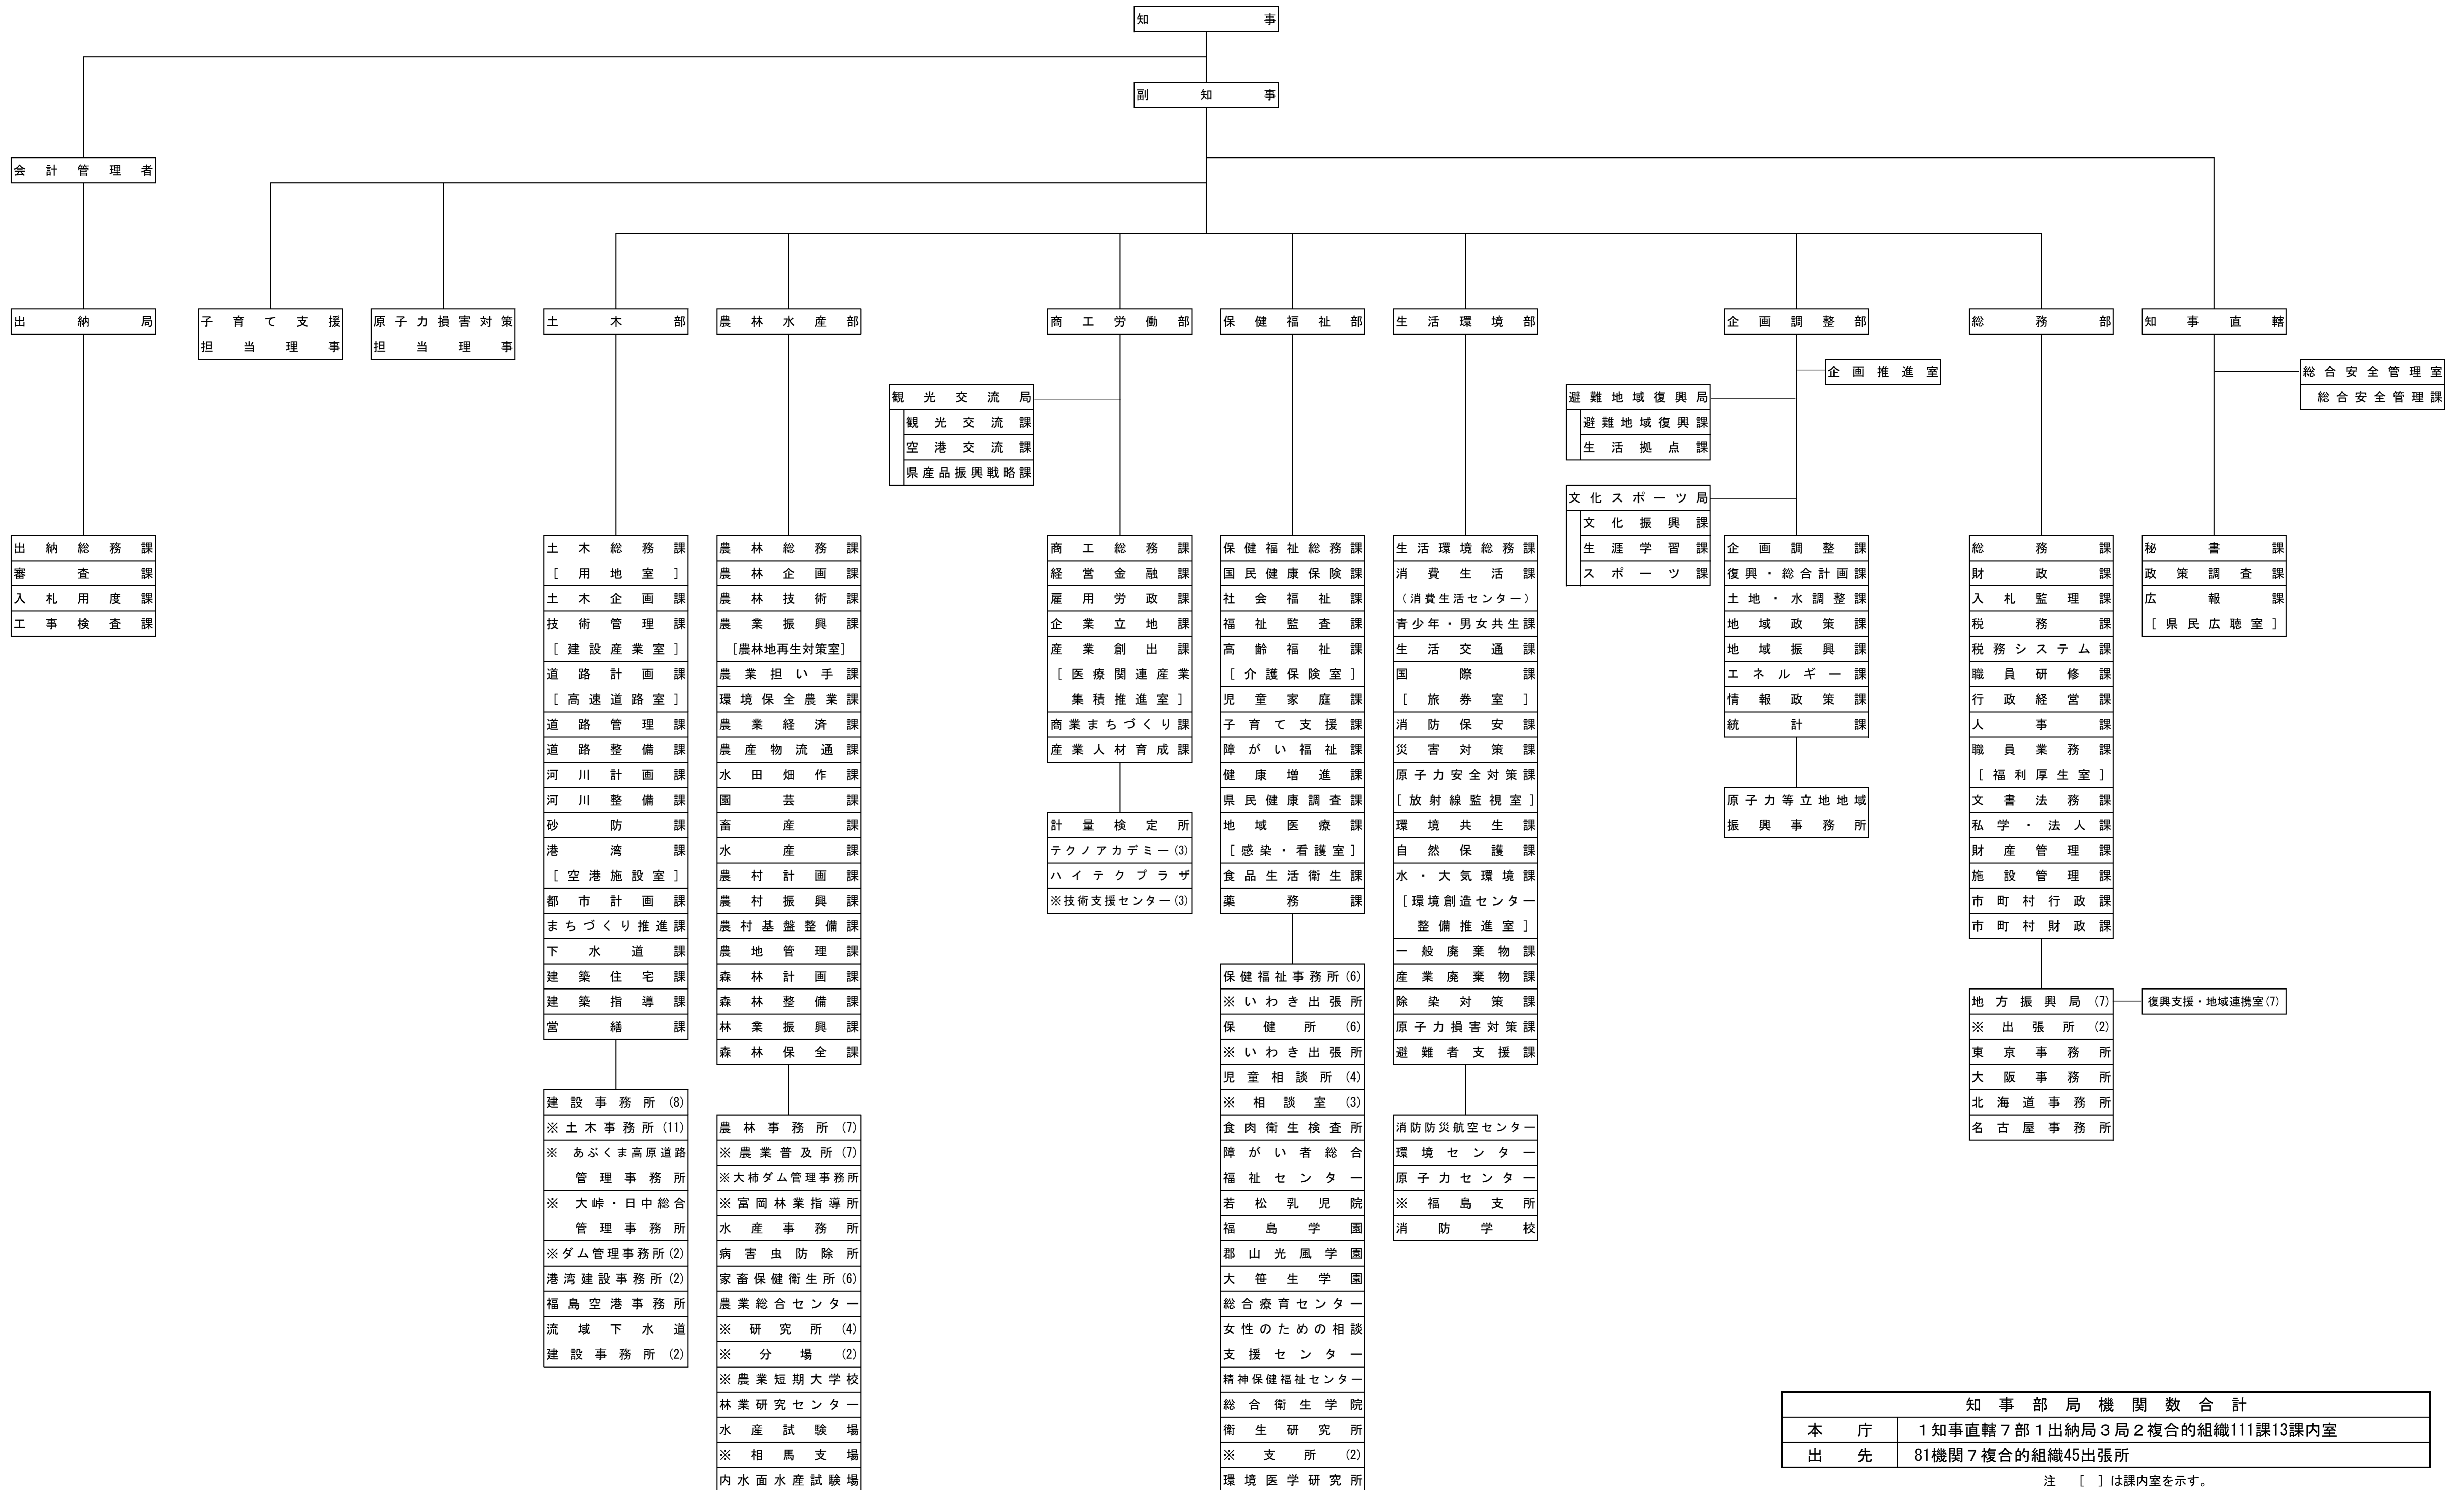 知事
副知事
会計管理者
出納局
子育て支援
担当理事
原子力損害対策
担当理事
土木部
農林水産部
商工労働部
保健福祉部
生活環境部
企画調整部
総務部
知事直轄
企画推進室
総合安全管理室
総合安全管理課
観光交流局
観光交流課
空港交流課
県産品振興戦略課
避難地域復興局
避難地域復興課
生活拠点課
文化スポーツ局
文化振興課
生涯学習課
スポーツ課
出納総務課
審査課
入札用度課
工事検査課
土木総務課
[用地室]
土木企画課
技術管理課
[建設産業室]
道路計画課
[高速道路室]
道路管理課
道路整備課
河川計画課
河川整備課
砂防課
港湾課
[空港施設室]
都市計画課
まちづくり推進課
下水道課
建築住宅課
建築指導課
営繕課
建設事務所(8)
※土木事務所(11)
※ あぶくま高原道路
管理事務所
※ 大峠・日中総合
管理事務所
※ダム管理事務所(2)
港湾建設事務所(2)
福島空港事務所
流域下水道
建設事務所(2)
農林総務課
農林企画課
農林技術課
農業振興課
[農林地再生対策室]
農業担い手課
環境保全農業課
農業経済課
農産物流通課
水田畑作課
園芸課
畜産課
水産課
農村計画課
農村振興課
農村基盤整備課
農地管理課
森林計画課
森林整備課
林業振興課
森林保全課
農林事務所(7)
※農業普及所(7)
※大柿ダム管理事務所
※富岡林業指導所
水産事務所
病害虫防除所
家畜保健衛生所(6)
農業総合センター
※研究所(4)
※分場(2)
※農業短期大学校
林業研究センター
水産試験場
※相馬支場
内水面水産試験場
商工総務課
経営金融課
雇用労政課
企業立地課
産業創出課
[医療関連産業
集積推進室]
商業まちづくり課
産業人材育成課
計量検定所
テクノアカデミー(3)
ハイテクプラザ
※技術支援センター(3)
保健福祉総務課
国民健康保険課
社会福祉課
福祉監査課
高齢福祉課
[介護保険室]
児童家庭課
子育て支援課
障がい福祉課
健康増進課
県民健康調査課
地域医療課
[感染・看護室]
食品生活衛生課
薬務課
保健福祉事務所(6)
※いわき出張所
保健所(6)
※いわき出張所
児童相談所(4)
※相談室(3)
食肉衛生検査所
障がい者総合
福祉センター
若松乳児院
福島学園
郡山光風学園
大笹生学園
総合療育センター
女性のための相談
支援センター
精神保健福祉センター
総合衛生学院
衛生研究所
※支所(2)
環境医学研究所
生活環境総務課
消費生活課
(消費生活センター)
青少年・男女共生課
生活交通課
国際課
[旅券室]
消防保安課
災害対策課
原子力安全対策課
[放射線監視室]
環境共生課
自然保護課
水・大気環境課
[環境創造センター
整備推進室]
一般廃棄物課
産業廃棄物課
除染対策課
原子力損害対策課
避難者支援課
消防防災航空センター
環境センター
原子力センター
※福島支所
消防学校
企画調整課
復興・総合計画課
土地・水調整課
地域政策課
地域振興課
エネルギー課
情報政策課
統計課
原子力等立地地域
振興事務所
総務課
財政課
入札監理課
税務課
税務システム課
職員研修課
行政経営課
人事課
職員業務課
[福利厚生室]
文書法務課
私学・法人課
財産管理課
施設管理課
市町村行政課
市町村財政課
地方振興局(7)
※出張所(2)
東京事務所
大阪事務所
北海道事務所
名古屋事務所
復興支援・地域連携室(7)
秘書課
政策調査課
広報課
[県民広聴室]
知事部局機関数合計
本庁 １知事直轄７部１出納局３局２複合的組織111課13課内室
出先 81機関７複合的組織45出張所
注 [ ]は課内室を示す。